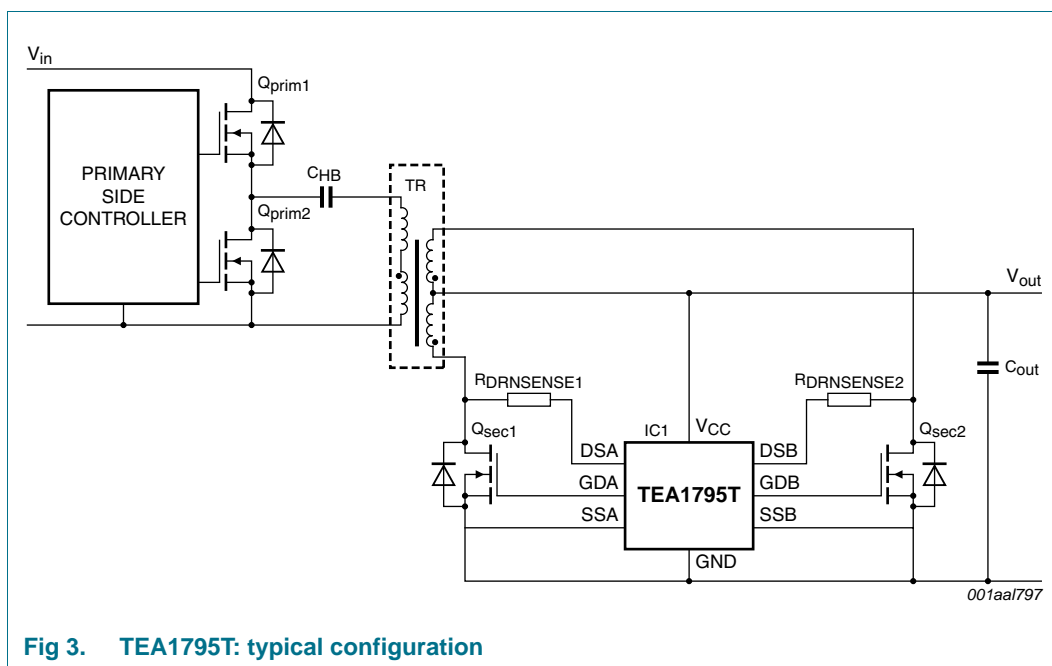 Vin
Qprim1
PRIMARY
SIDE
CONTROLLER
CHB
TR
Qprim2
Vout
RDRNSENSE1
RDRNSENSE2
Cout
Qsec1
IC1
VCC
Qsec2
DSA
DSB
TEA1795T
GDA
GDB
SSA
SSB
GND
001aal797
Fig 3. TEA1795T: typical configuration